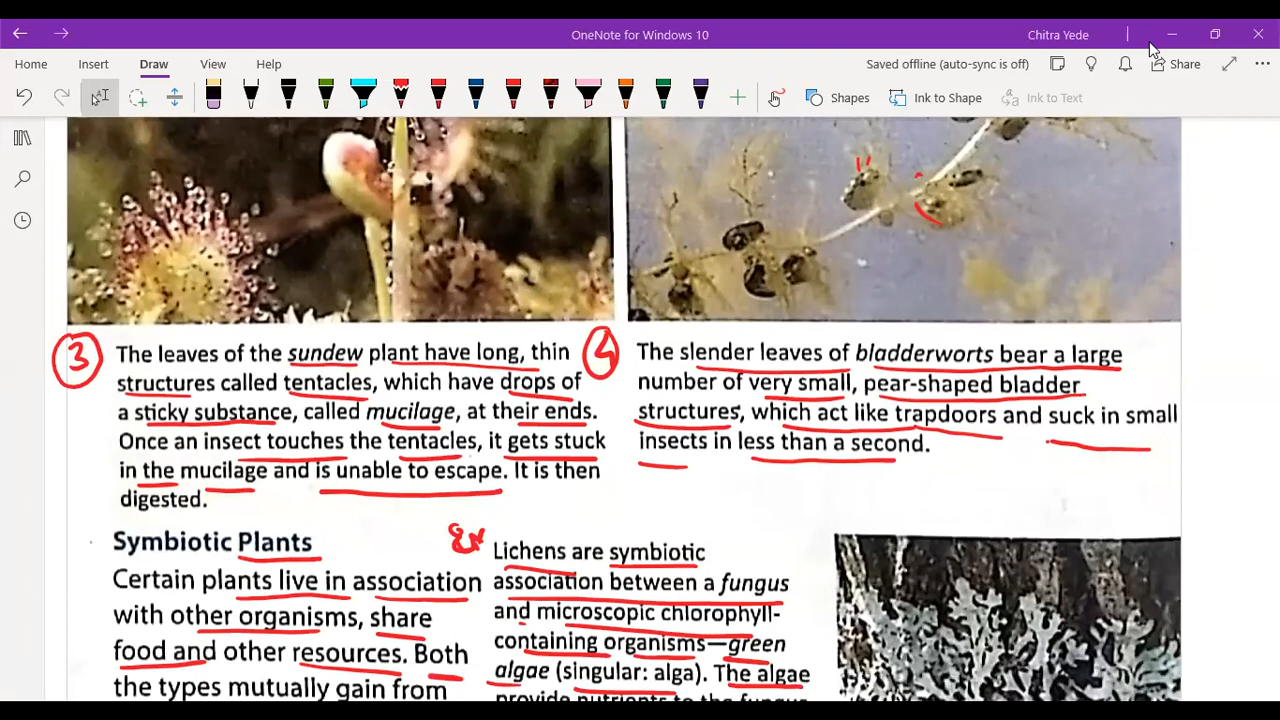 OneNote for Windows 10
Chitra Yede
Home Insert Draw View Help
Saved offline (auto-sync is off)
Share
Shapes
Ink to Shape
Ink to Text
3
The leaves of the sundew plant have long, thin
structures called tentacles, which have drops of
a sticky substance, called mucilage, at their ends.
Once an insect touches the tentacles, it gets stuck
in the mucilage and is unable to escape. It is then
digested.
4
The slender leaves of bladderworts bear a large
number of very small, pear-shaped bladder
structures, which act like trapdoors and suck in small
insects in less than a second.
Symbiotic Plants
Certain plants live in association
with other organisms, share
food and other resources. Both
the types mutually gain from
Ex
Lichens are symbiotic
association between a fungus
and microscopic chlorophyll-
containing organisms—green
algae (singular: alga). The algae
provide nutrients to the fungus